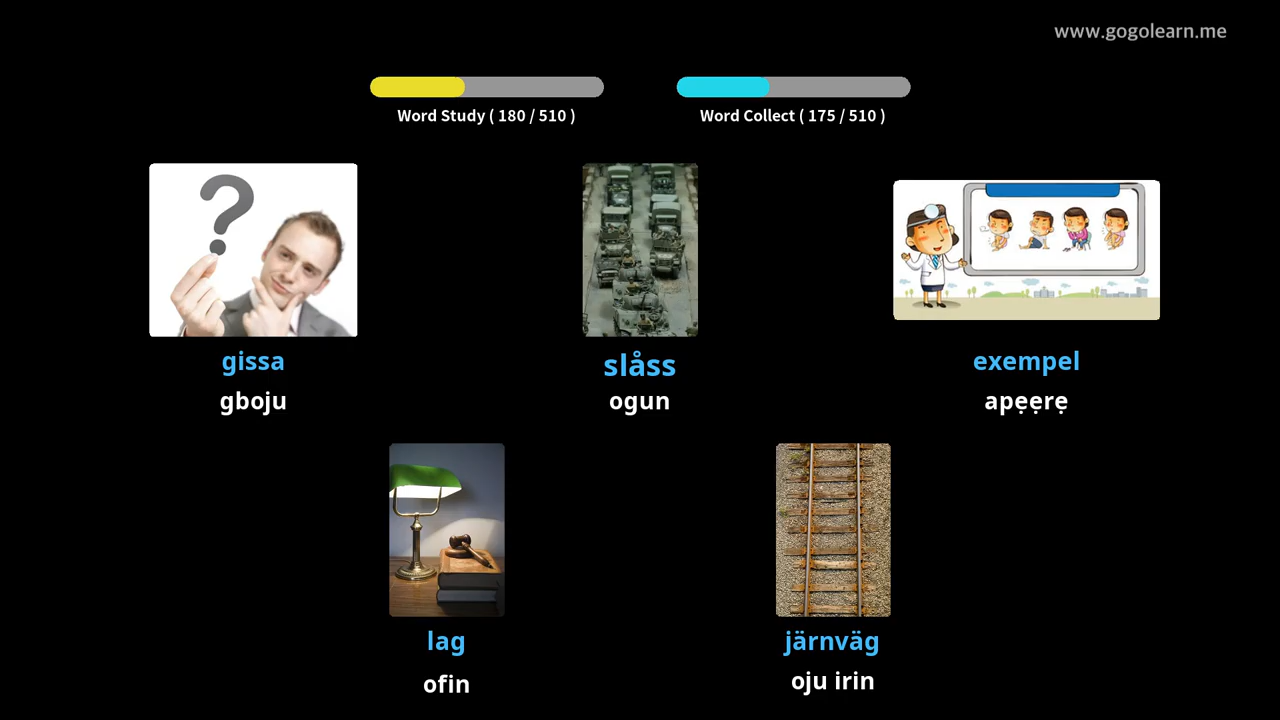 www.gogolearn.me
Word Study ( 180 / 510 )
Word Collect ( 175 / 510 )
?
gissa
gboju
slåss
ogun
exempel
apẹẹrẹ
lag
ofin
järnväg
oju irin